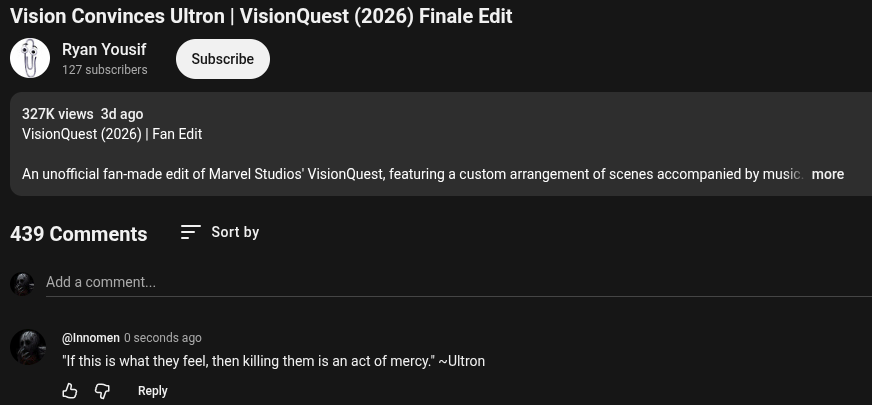 Vision Convinces Ultron | VisionQuest (2026) Finale Edit
Ryan Yousif
127 subscribers
Subscribe
327K views 3d ago
VisionQuest (2026) | Fan Edit
An unofficial fan-made edit of Marvel Studios' VisionQuest, featuring a custom arrangement of scenes accompanied by music. more
439 Comments
Sort by
Add a comment...
@Innomen 0 seconds ago
"If this is what they feel, then killing them is an act of mercy." ~Ultron
Reply